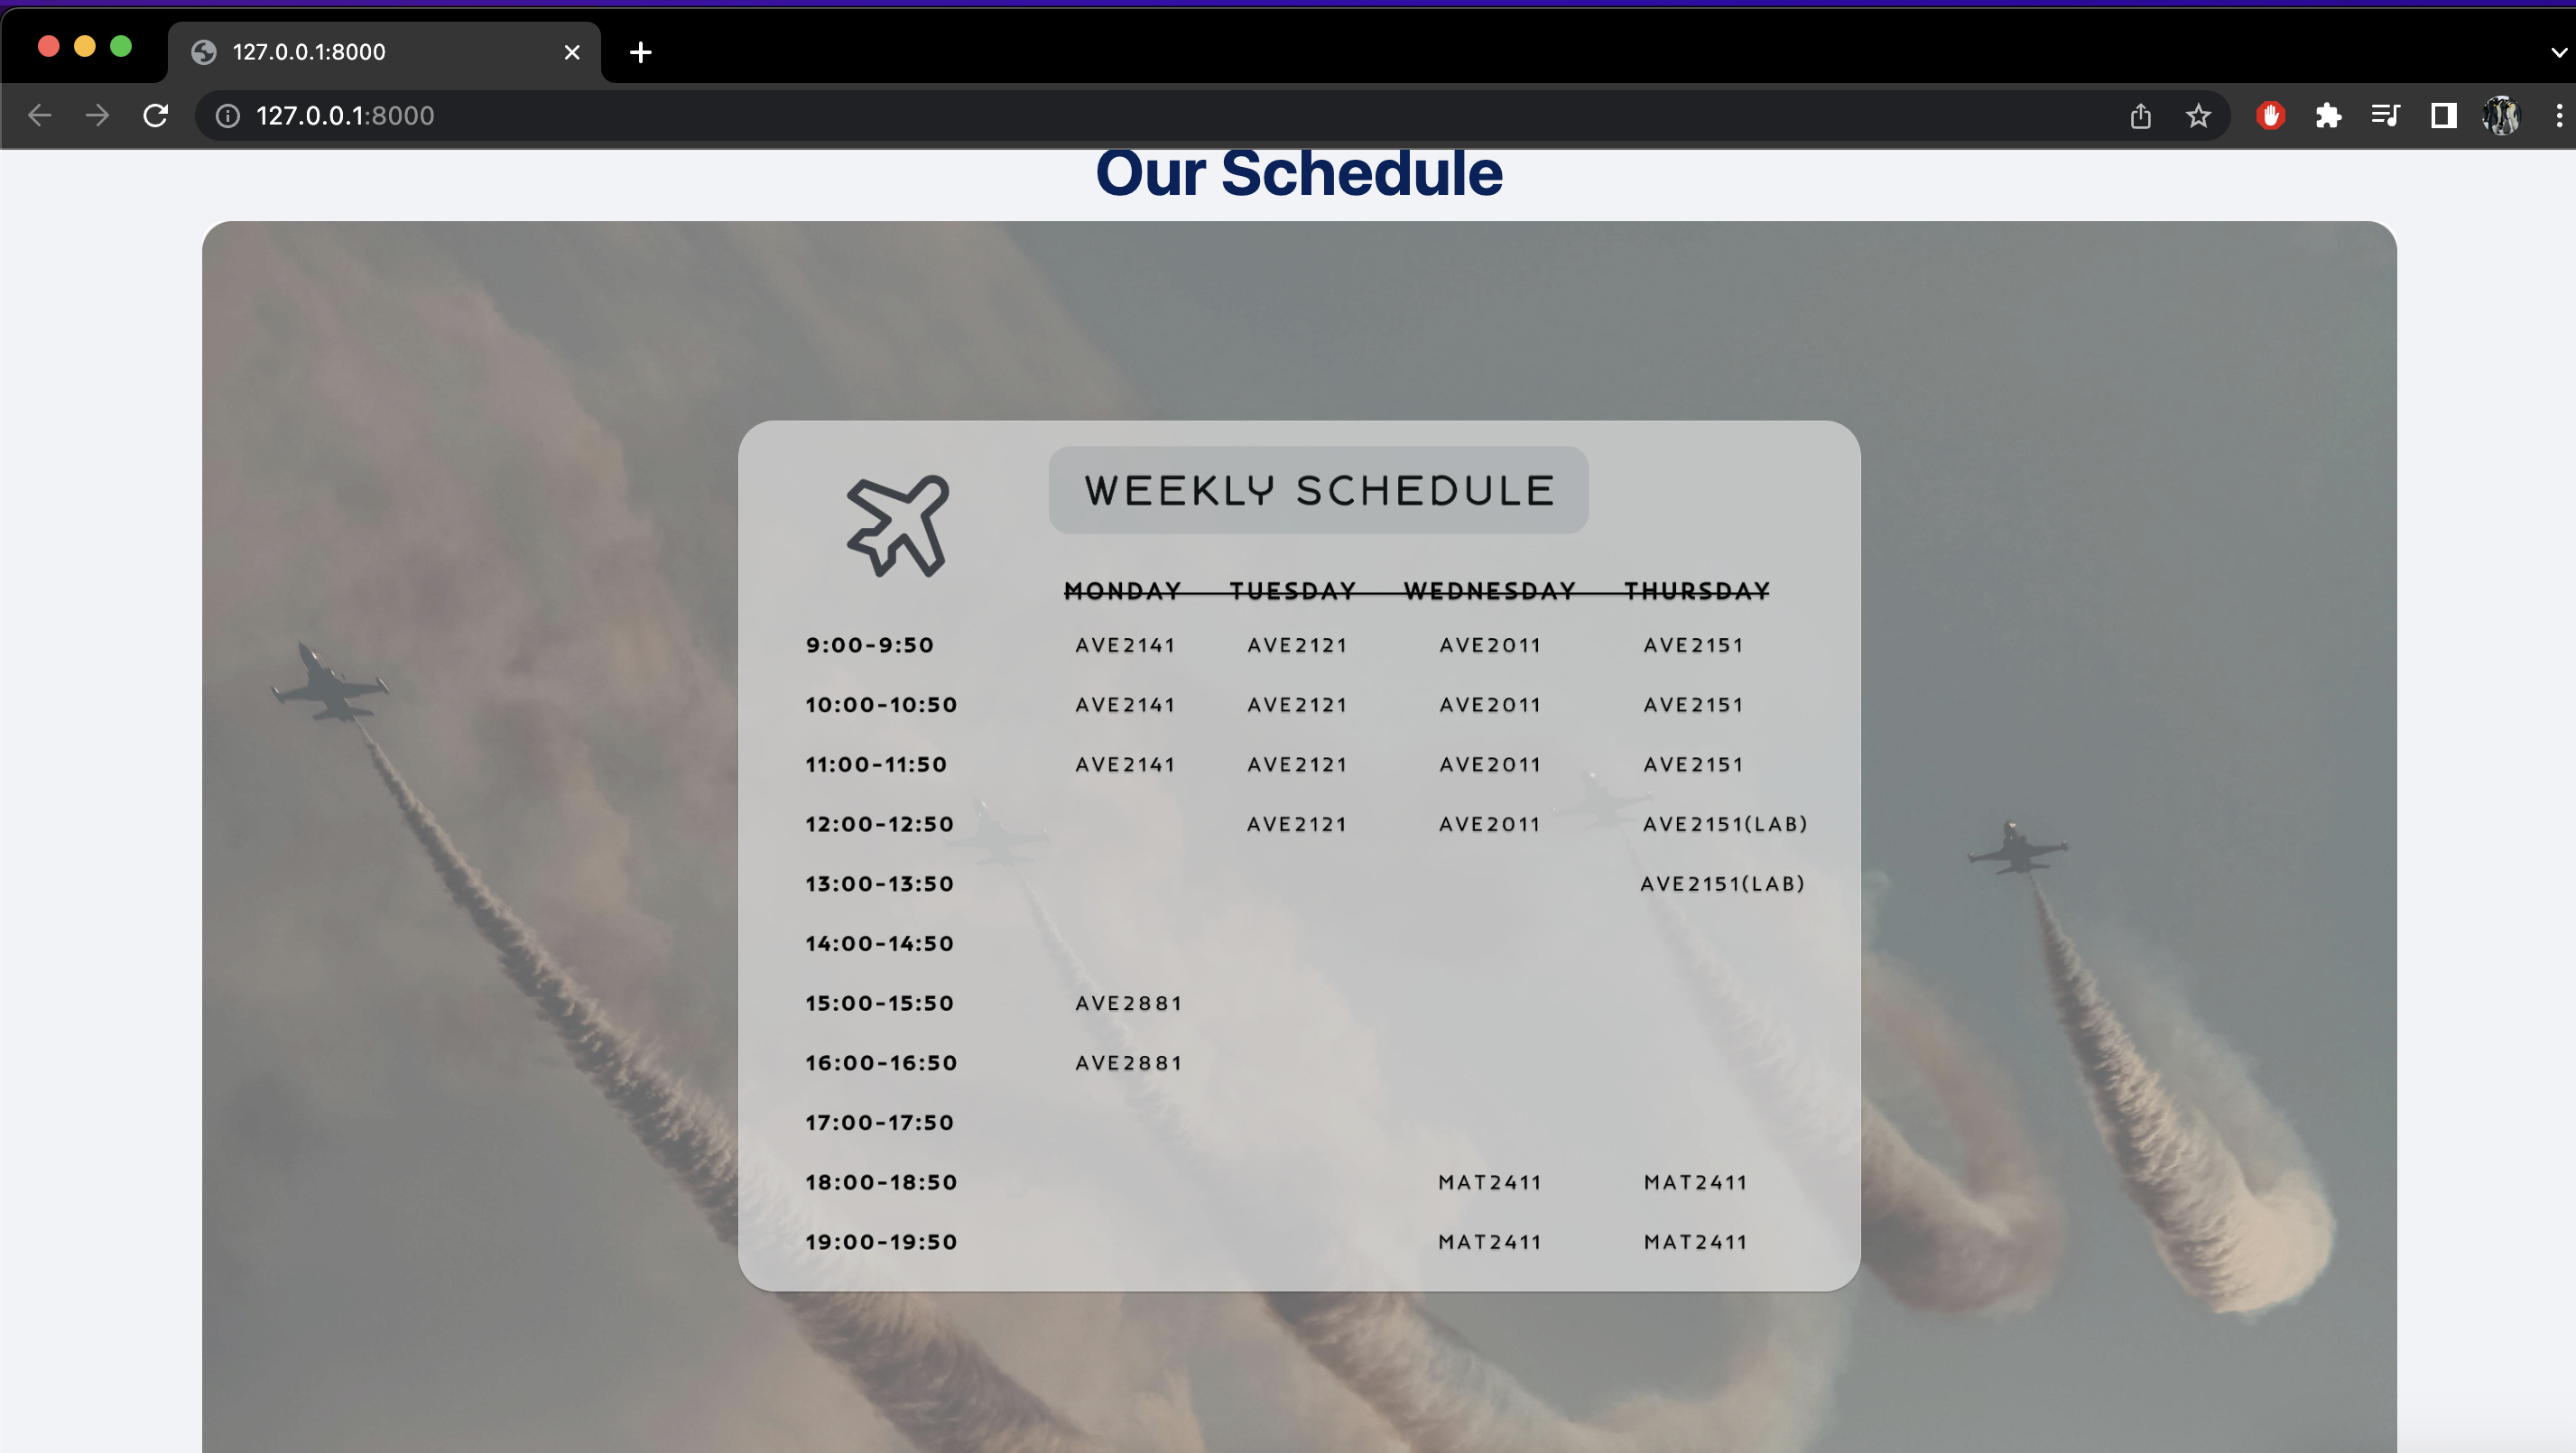 127.0.0.1:8000
127.0.0.1:8000
Our Schedule
WEEKLY SCHEDULE
MONDAY TUESDAY WEDNESDAY THURSDAY
9:00-9:50 AVE2141 AVE2121 AVE2011 AVE2151
10:00-10:50 AVE2141 AVE2121 AVE2011 AVE2151
11:00-11:50 AVE2141 AVE2121 AVE2011 AVE2151
12:00-12:50 AVE2121 AVE2011 AVE2151(LAB)
13:00-13:50 AVE2151(LAB)
14:00-14:50
15:00-15:50 AVE2881
16:00-16:50 AVE2881
17:00-17:50
18:00-18:50 MAT2411 MAT2411
19:00-19:50 MAT2411 MAT2411